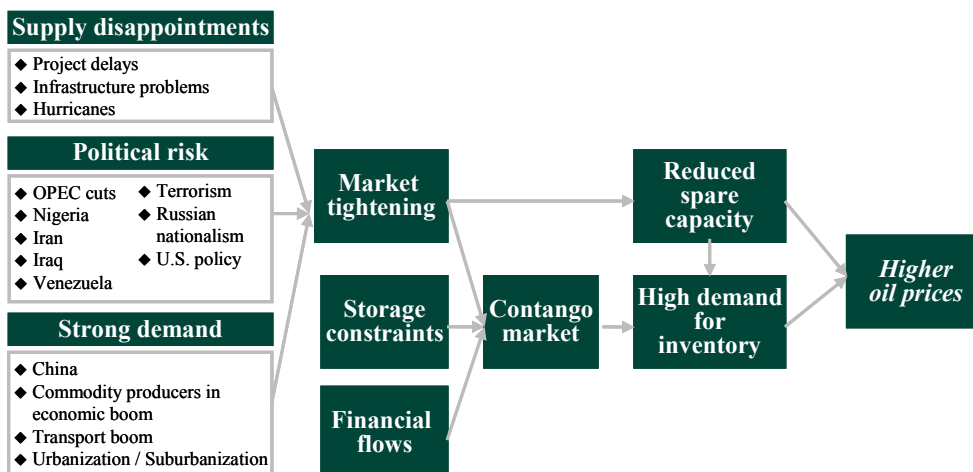 Supply disappointments
◆ Project delays
◆ Infrastructure problems
◆ Hurricanes
Political risk
◆ OPEC cuts
◆ Nigeria
◆ Iran
◆ Iraq
◆ Venezuela
◆ Terrorism
◆ Russian
nationalism
◆ U.S. policy
Strong demand
◆ China
◆ Commodity producers in
economic boom
◆ Transport boom
◆ Urbanization / Suburbanization
Market
tightening
Storage
constraints
Financial
flows
Contango
market
Reduced
spare
capacity
High demand
for
inventory
Higher
oil prices